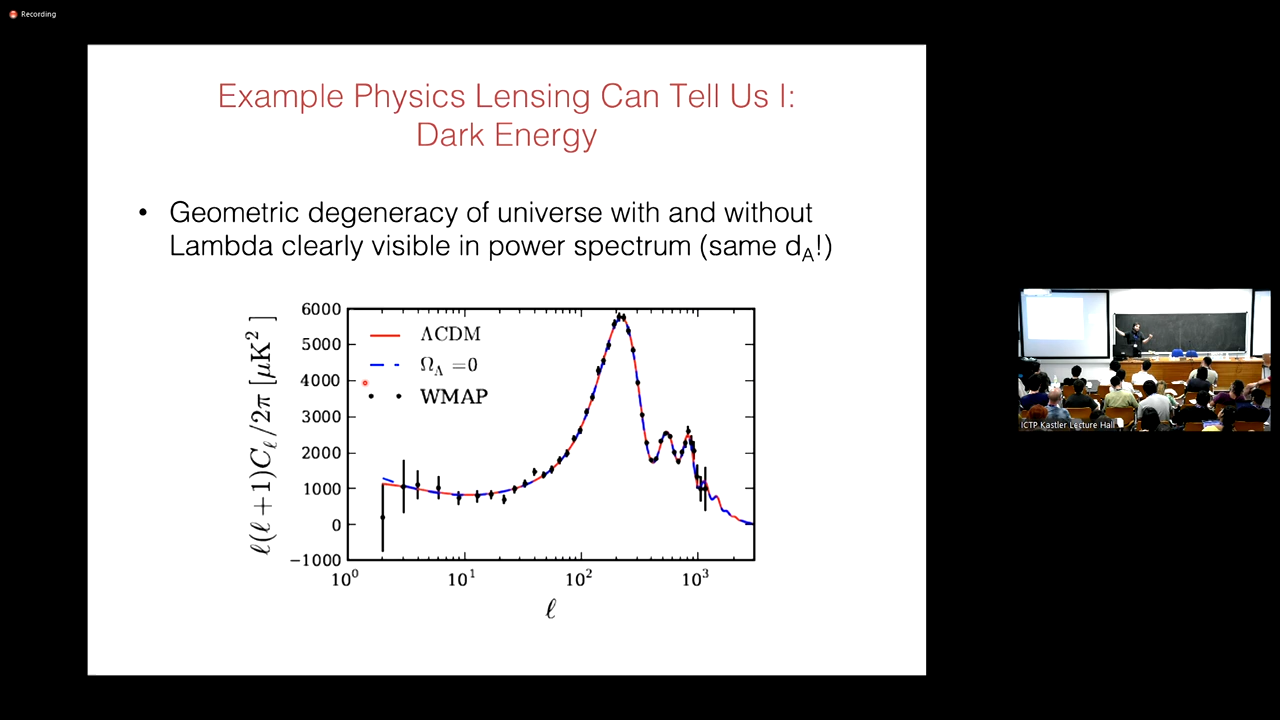 Recording
Example Physics Lensing Can Tell Us I:
Dark Energy
• Geometric degeneracy of universe with and without
Lambda clearly visible in power spectrum (same d_A!)
ℓ(ℓ+1)C_ℓ/2π [μK²]
6000
5000
4000
3000
2000
1000
0
−1000
ΛCDM
Ω_Λ =0
WMAP
10⁰
10¹
10²
10³
ℓ
ICTP Kastler Lecture Hall